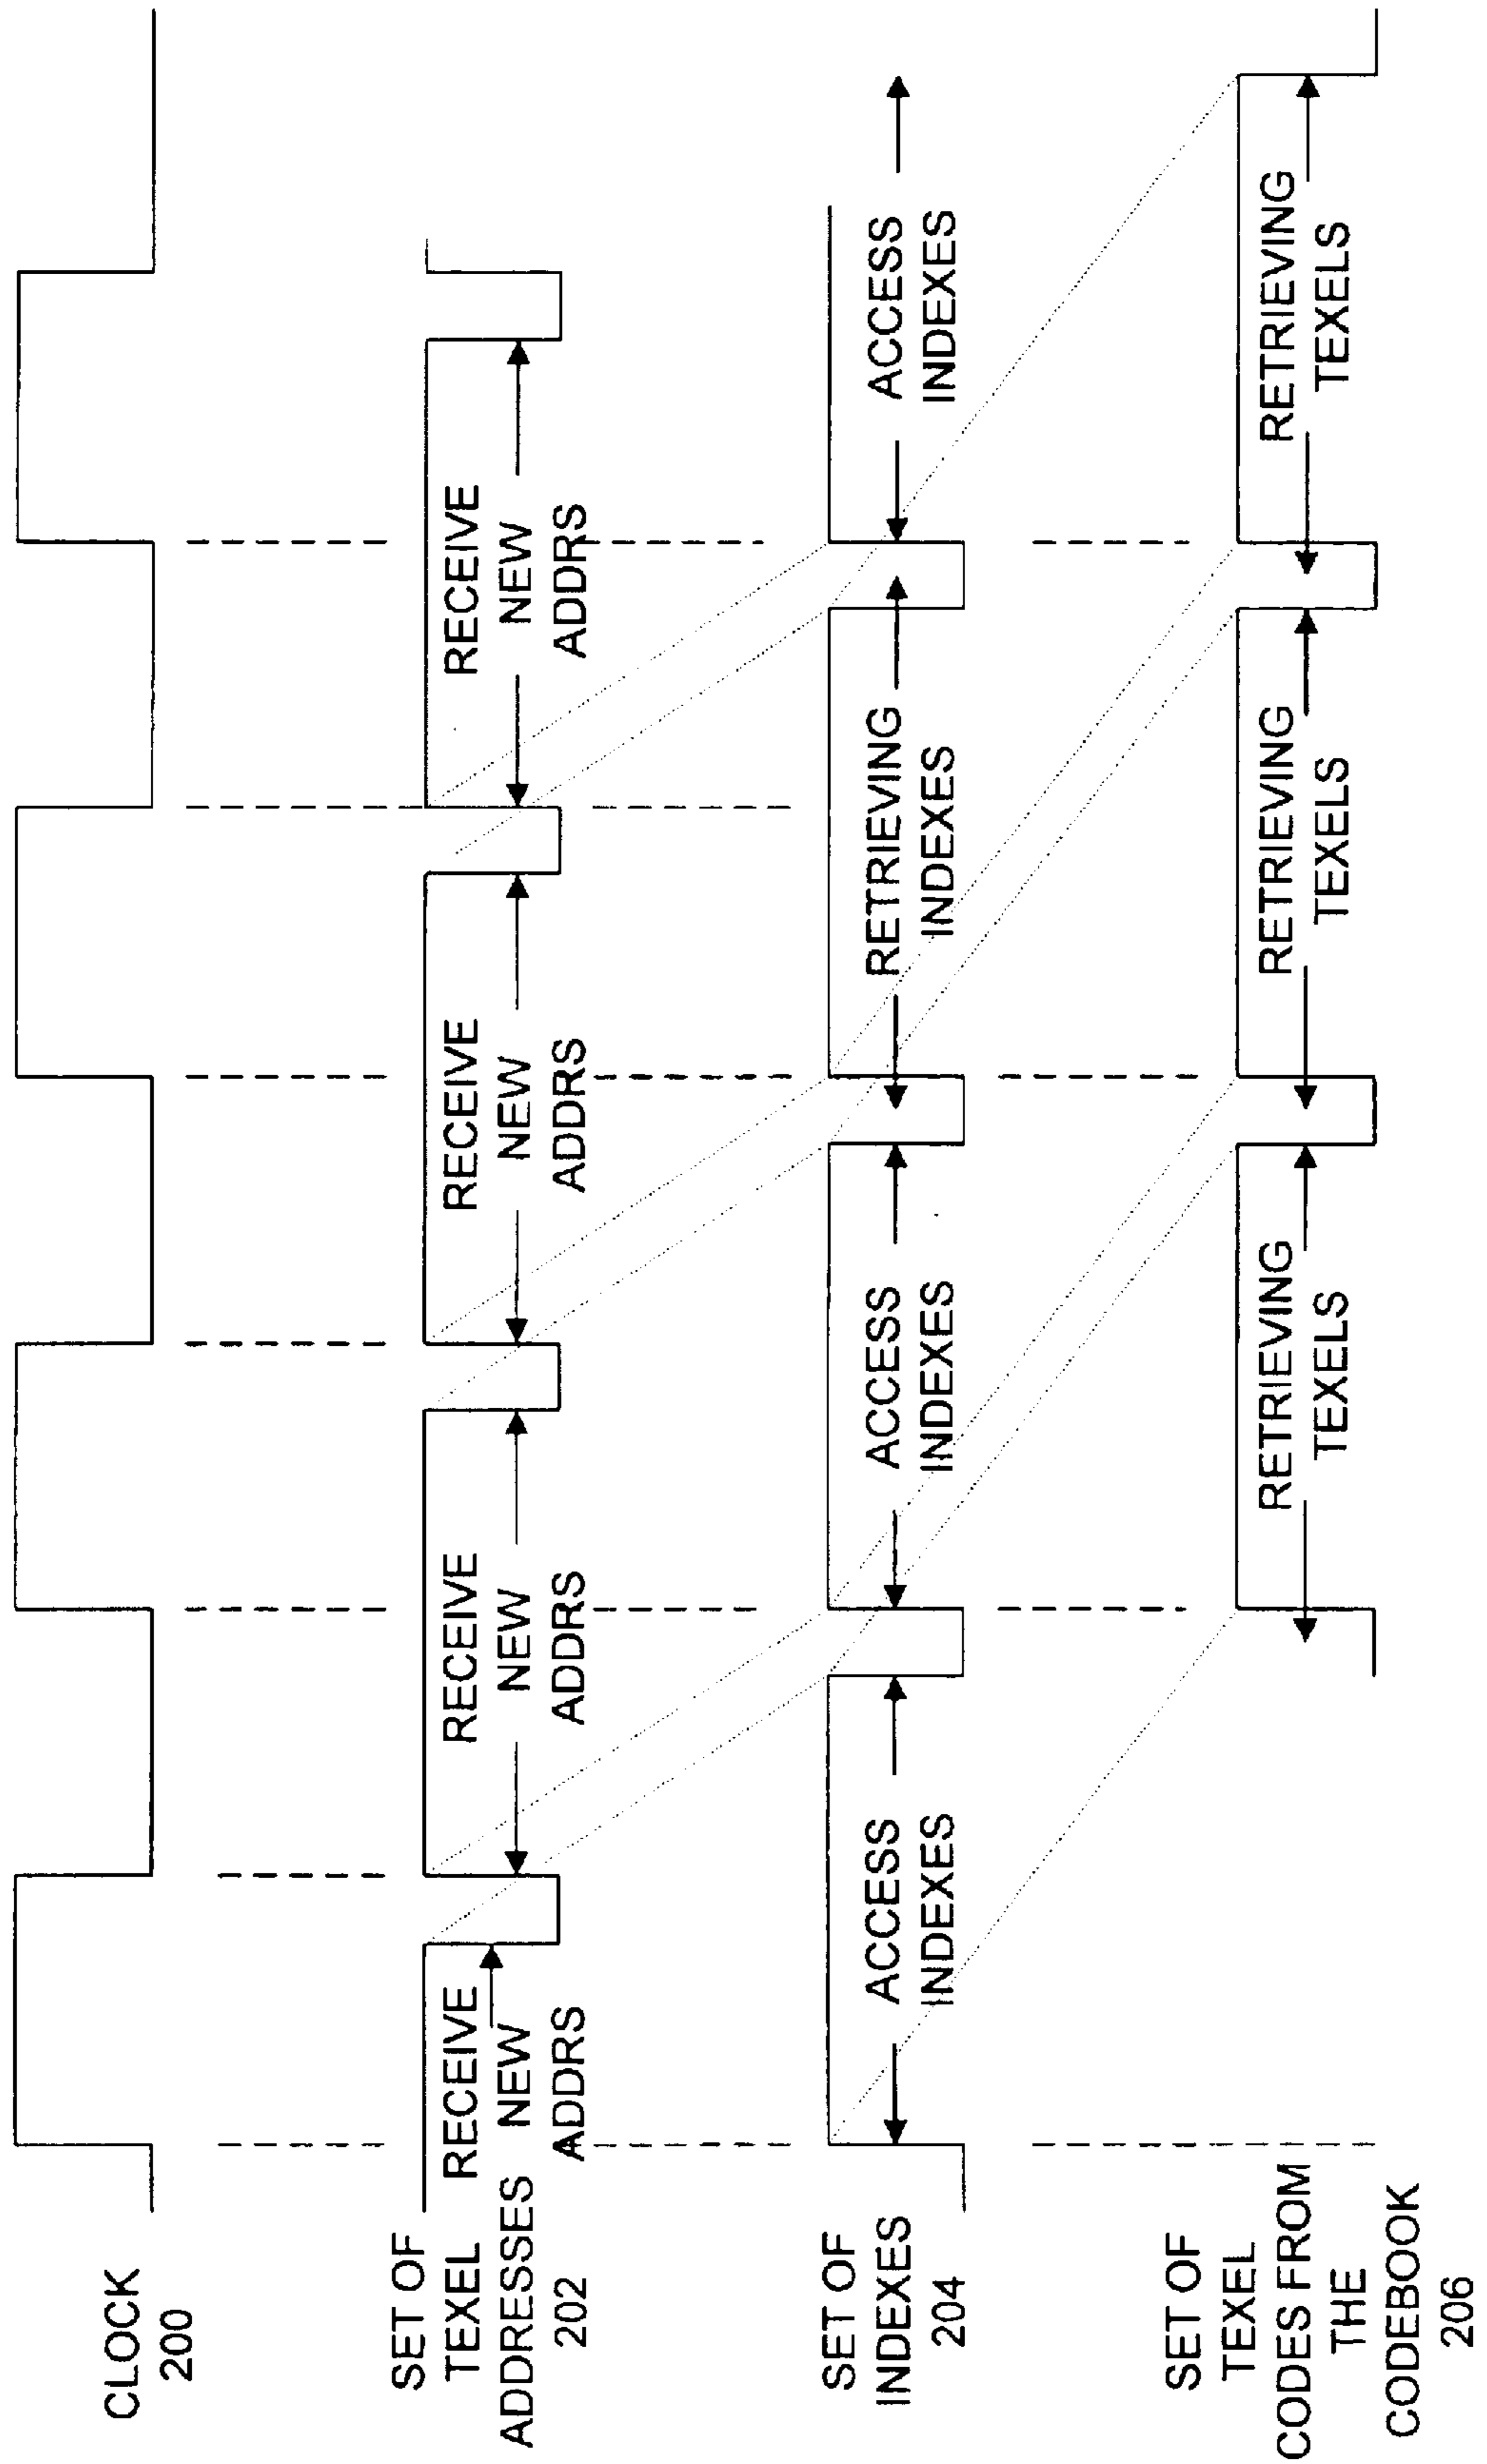 CLOCK
200
SET OF
TEXEL
ADDRESSES
202
RECEIVE
NEW
ADDRS
RECEIVE
NEW
ADDRS
RECEIVE
NEW
ADDRS
RECEIVE
NEW
ADDRS
SET OF
INDEXES
204
ACCESS
INDEXES
ACCESS
INDEXES
RETRIEVING
INDEXES
ACCESS
INDEXES
SET OF
TEXEL
CODES FROM
THE
CODEBOOK
206
RETRIEVING
TEXELS
RETRIEVING
TEXELS
RETRIEVING
TEXELS